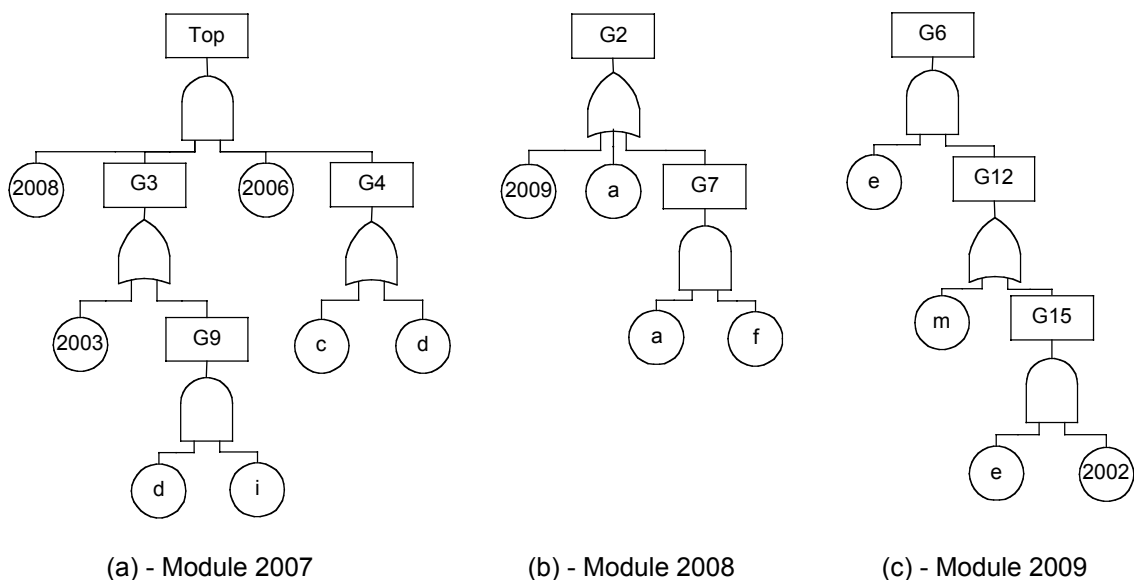 Top
2008
G3
2006
G4
2003
G9
c
d
d
i
(a) - Module 2007
G2
2009
a
G7
a
f
(b) - Module 2008
G6
e
G12
m
G15
e
2002
(c) - Module 2009